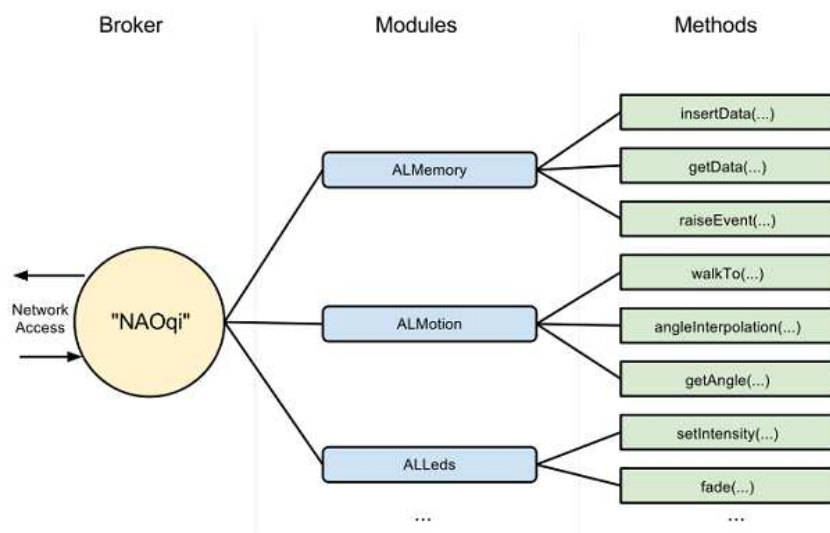 Broker
Modules
Methods
insertData(...)
ALMemory
getData(...)
raiseEvent(...)
walkTo(...)
Network
Access
"NAOqi"
ALMotion
angleInterpolation(...)
getAngle(...)
setIntensity(...)
ALLeds
fade(...)
...
...